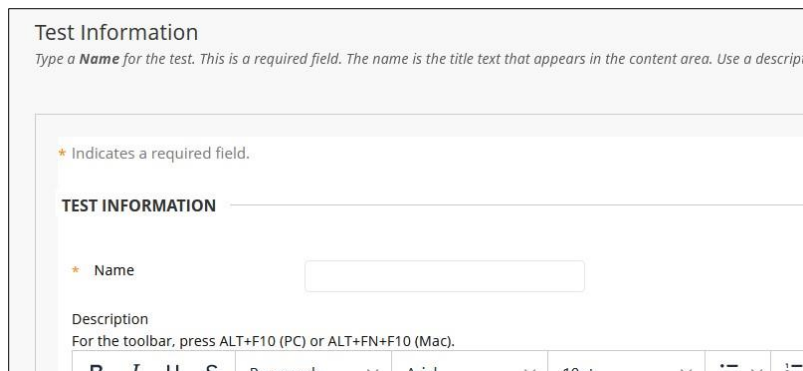 Test Information
Type a Name for the test. This is a required field. The name is the title text that appears in the content area. Use a
* Indicates a required field.
TEST INFORMATION
* Name
Description
For the toolbar, press ALT+F10 (PC) or ALT+FN+F10 (Mac).
B I U S